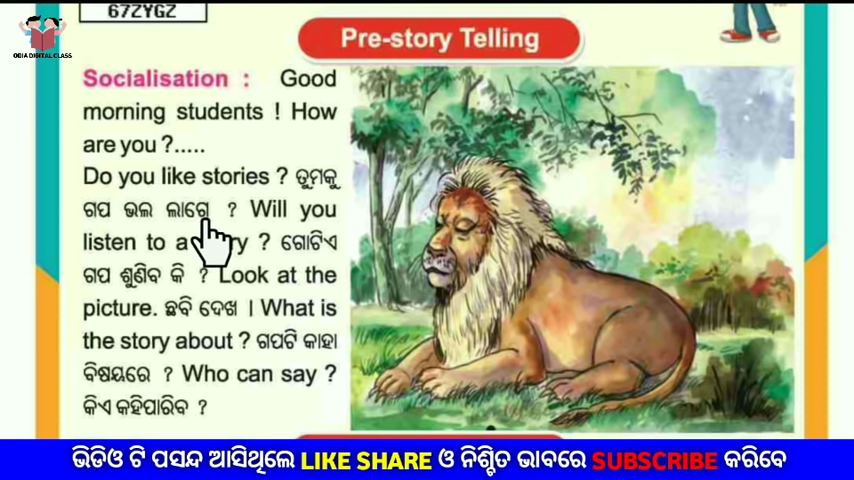 67ZYGZ
ODIA DIGITAL CLASS
Pre-story Telling
Socialisation : Good
morning students ! How
are you ?.....
Do you like stories ? ତୁମକୁ
ଗପ ଭଲ ଲାଗେ ? Will you
listen to a ? ଗୋଟିଏ
ଗପ ଶୁଣିବ କି ? Look at the
picture. ଛବି ଦେଖ । What is
the story about ? ଗପଟି କାହା
ବିଷୟରେ ? Who can say ?
କିଏ କହିପାରିବ ?
ଭିଡିଓ ଟି ପସନ୍ଦ ଆସିଥିଲେ LIKE SHARE ଓ ନିଶ୍ଚିତ ଭାବରେ SUBSCRIBE କରିବେ